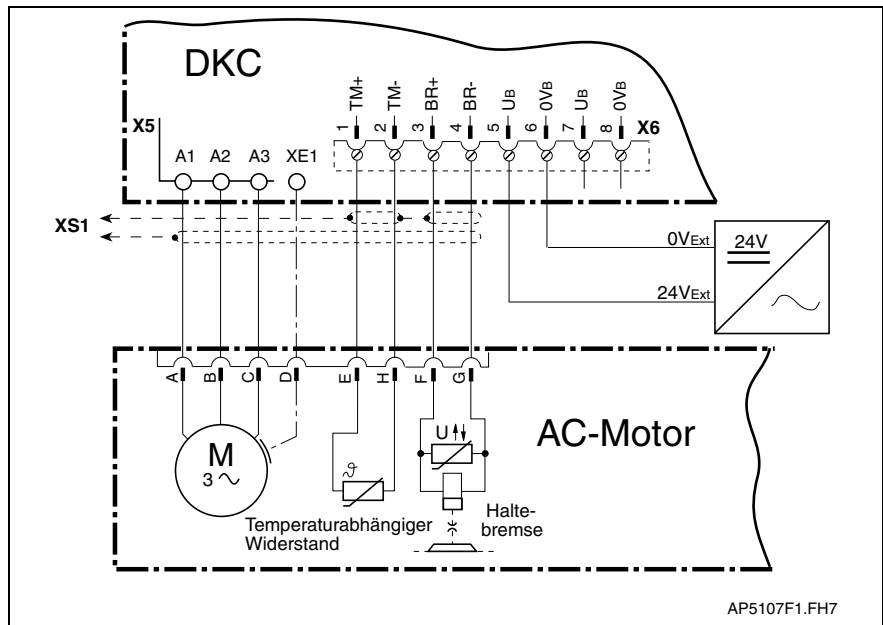 DKC
TM+
TM-
BR+
BR-
UB
0VB
UB
0VB
X5
1
2
3
4
5
6
7
8
X6
A1 A2 A3 XE1
XS1
0VExt
24V
24VExt
A
B
C
D
E
H
F
G
M
3
U
AC-Motor
ϑ
Temperaturabhängiger
Widerstand
Halte-
bremse
AP5107F1.FH7